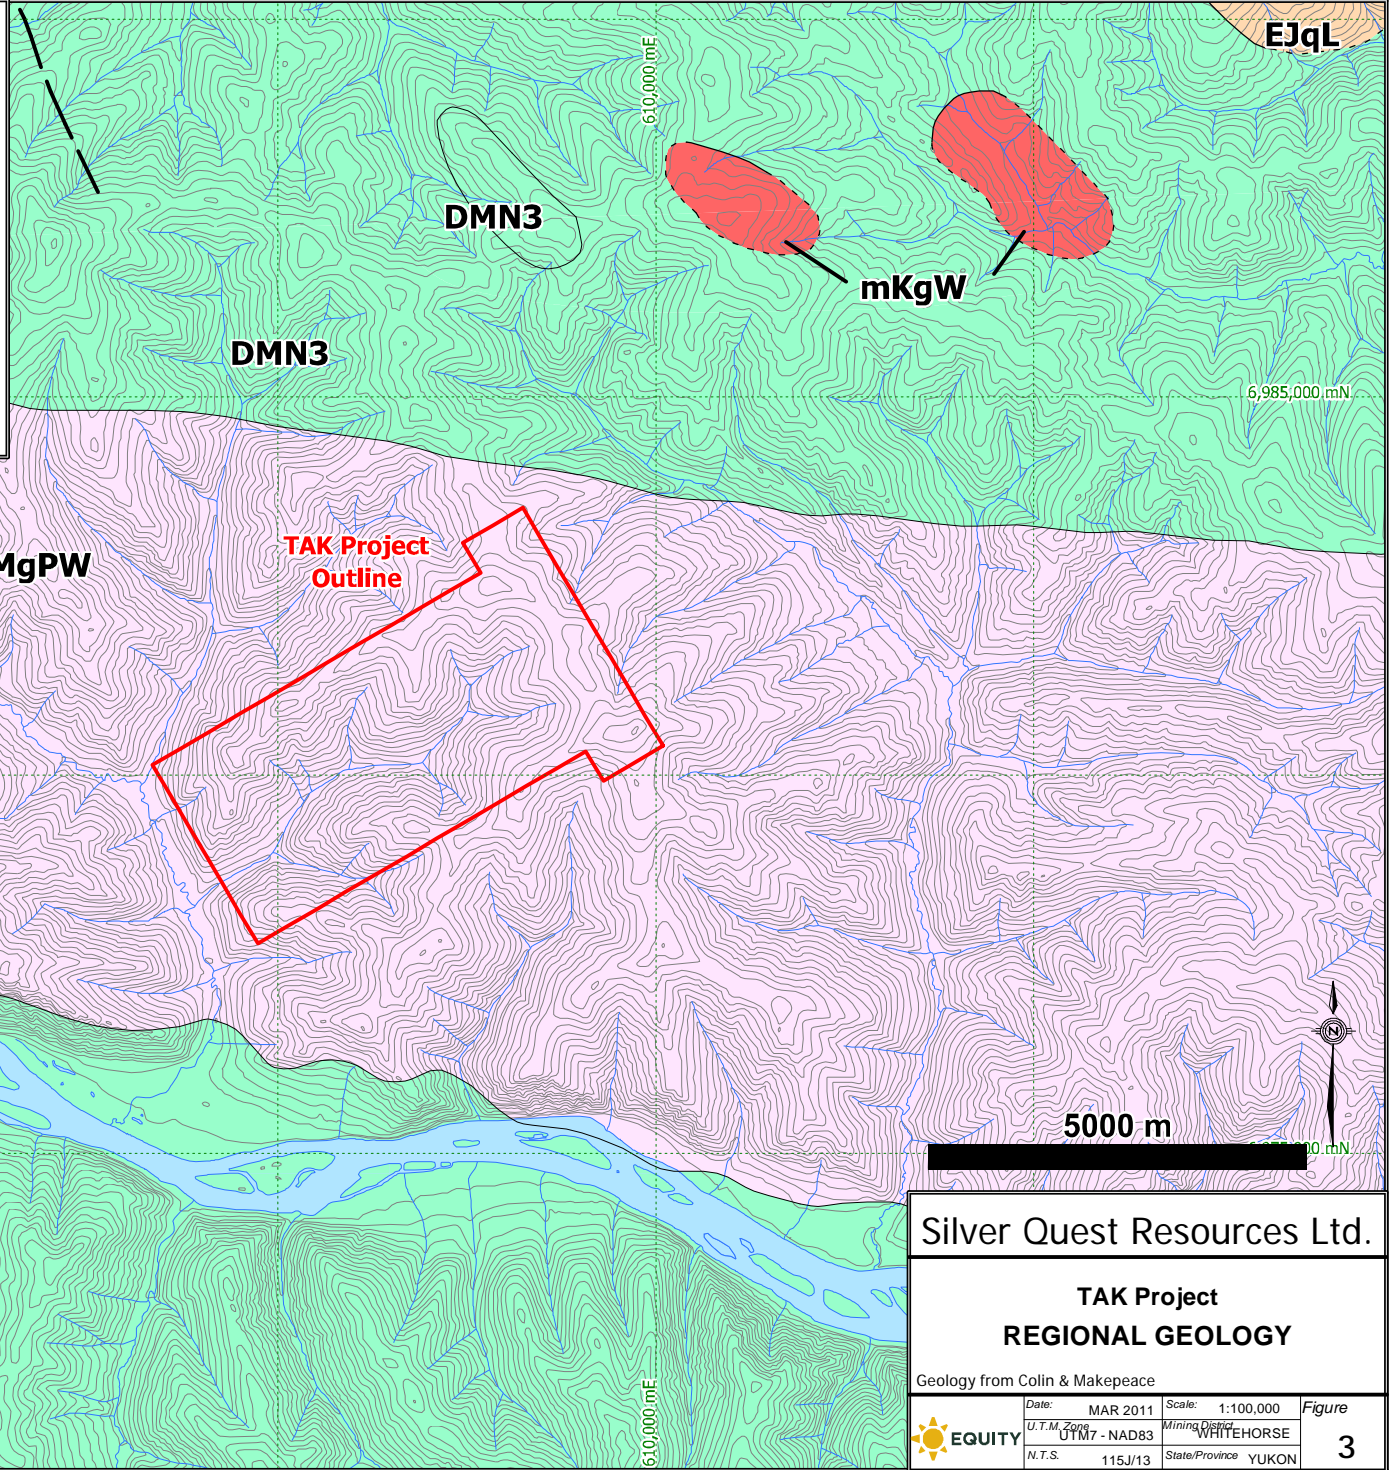 EJqL
610,000 mE
DMN3
mKgW
DMN3
6,985,000 mN
TAK Project
Outline
MgPW
N
5000 m
00 mN
Silver Quest Resources Ltd.
TAK Project
REGIONAL GEOLOGY
Geology from Colin & Makepeace
610,000 mE
EQUITY
Date: MAR 2011
Scale: 1:100,000
Figure
U.T.M. Zone UTM7 - NAD83
Mining District WHITEHORSE
3
N.T.S. 115J/13
State/Province YUKON